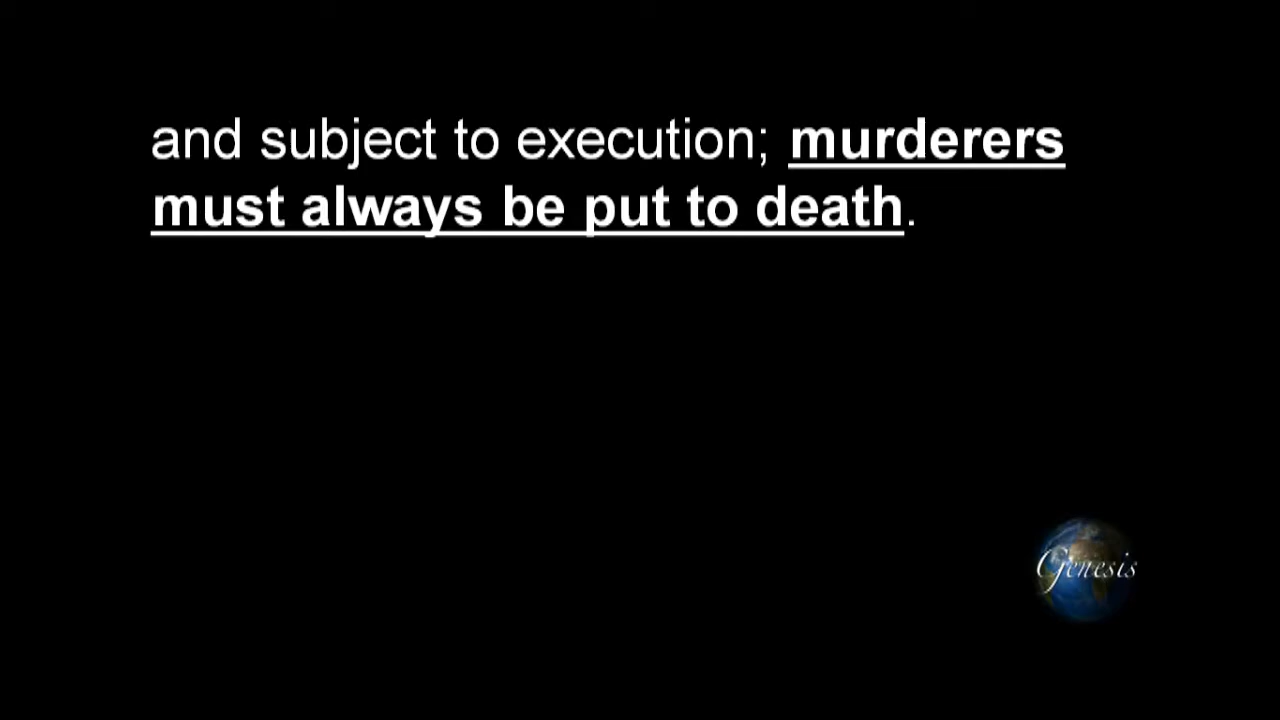 and subject to execution; murderers
must always be put to death.
Genesis